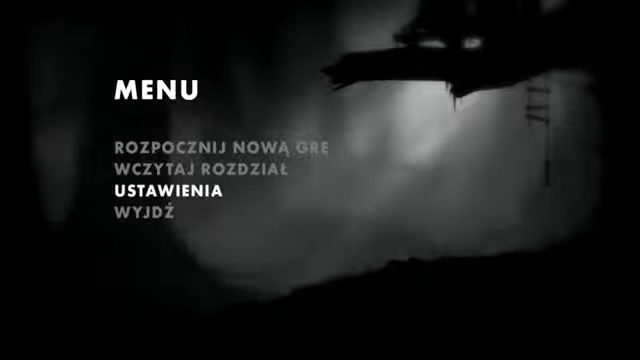 MENU
ROZPOCZNIJ NOWĄ GRĘ
WCZYTAJ ROZDZIAŁ
USTAWIENIA
WYJDŹ